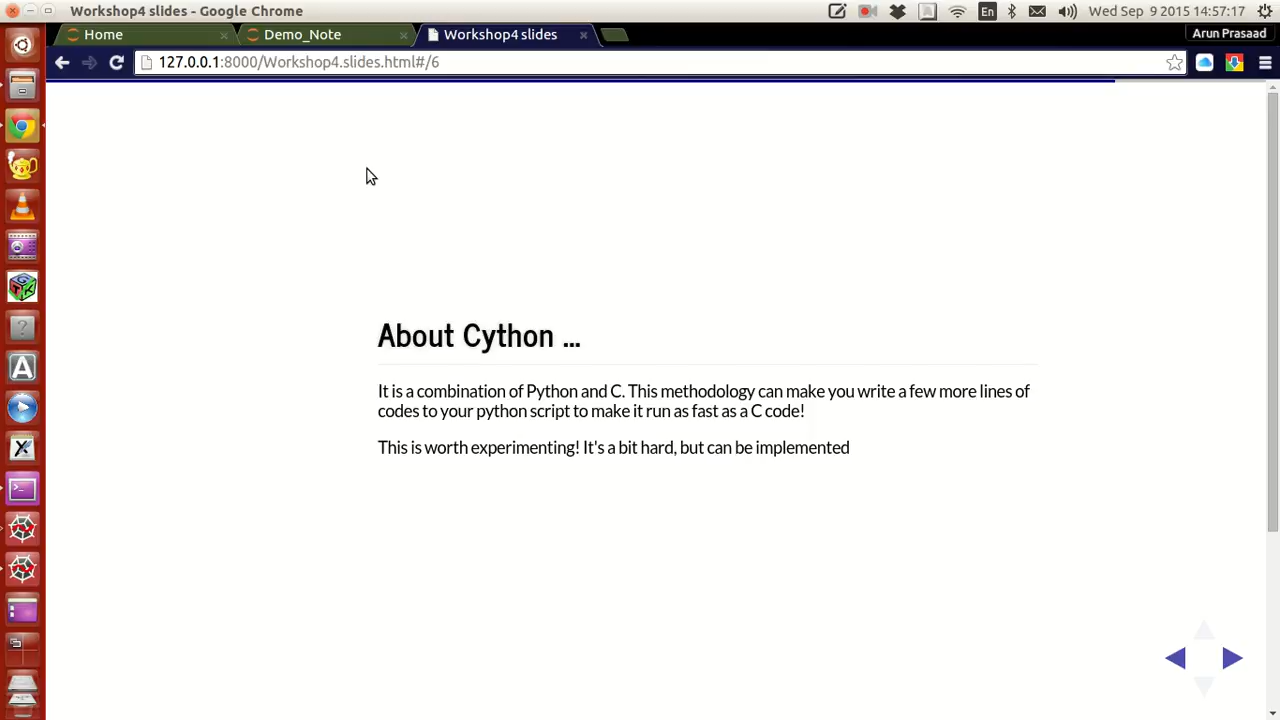 Workshop4 slides - Google Chrome
En
Wed Sep 9 2015 14:57:17
Home
Demo_Note
Workshop4 slides
Arun Prasaad
127.0.0.1:8000/Workshop4.slides.html#/6
About Cython ...
It is a combination of Python and C. This methodology can make you write a few more lines of
codes to your python script to make it run as fast as a C code!
This is worth experimenting! It's a bit hard, but can be implemented